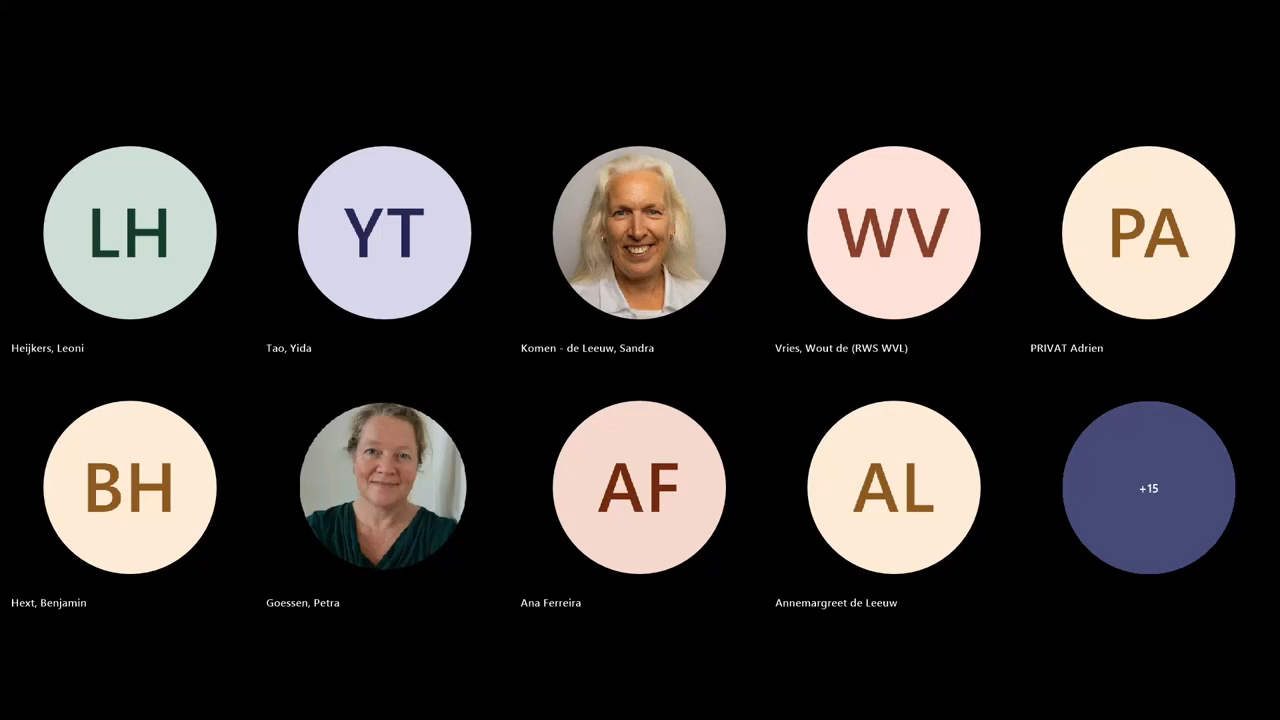 LH
YT
WV
PA
Heijkers, Leoni
Tao, Yida
Komen - de Leeuw, Sandra
Vries, Wout de (RWS WVL)
PRIVAT Adrien
BH
AF
AL
+15
Hext, Benjamin
Goessen, Petra
Ana Ferreira
Annemargreet de Leeuw